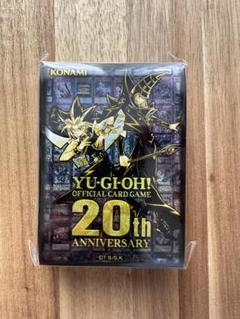 KONAMI
YU-GI-OH!
OFFICIAL CARD GAME
20th
ANNIVERSARY